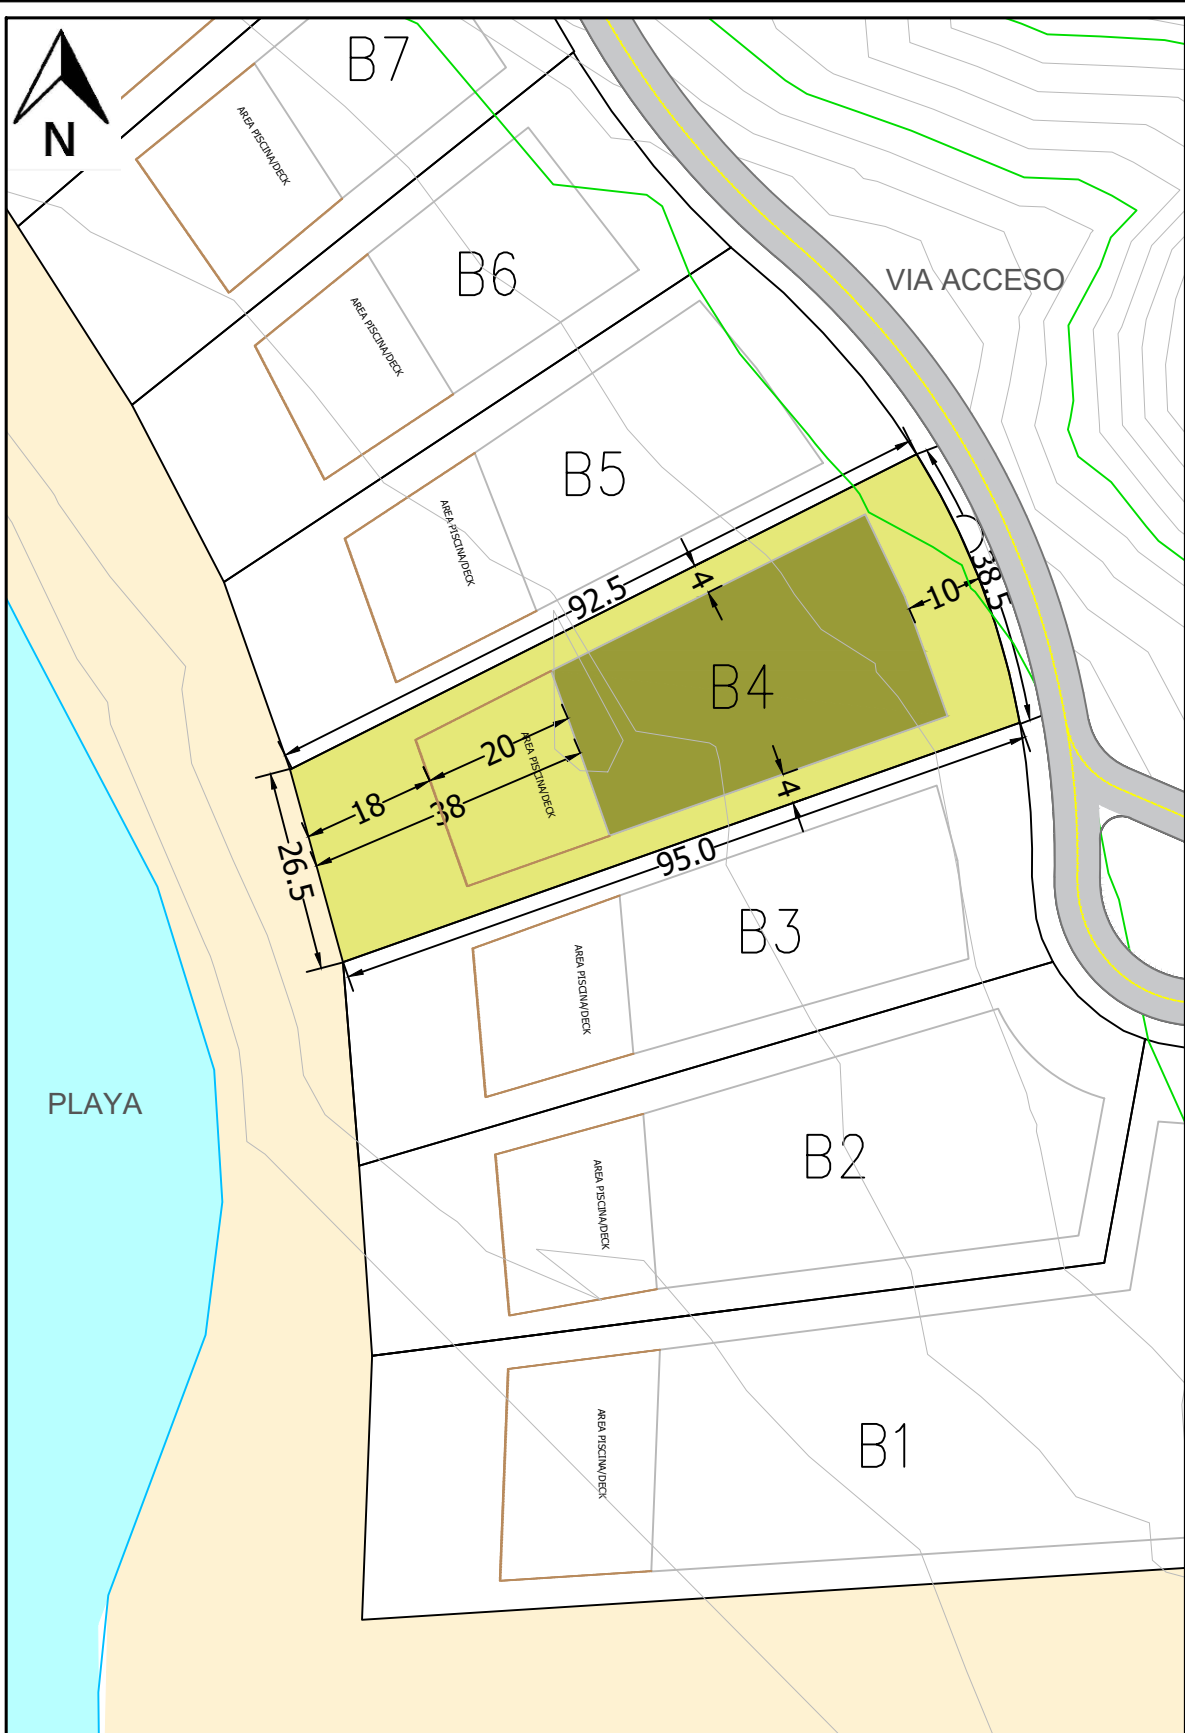 N
B7
AREA PISCINA/DECK
B6
VIA ACCESO
AREA PISCINA/DECK
B5
AREA PISCINA/DECK
92.5
4
10
38.5
B4
20
AREA PISCINA/DECK
18
38
4
26.5
95.0
B3
AREA PISCINA/DECK
PLAYA
B2
AREA PISCINA/DECK
B1
AREA PISCINA/DECK